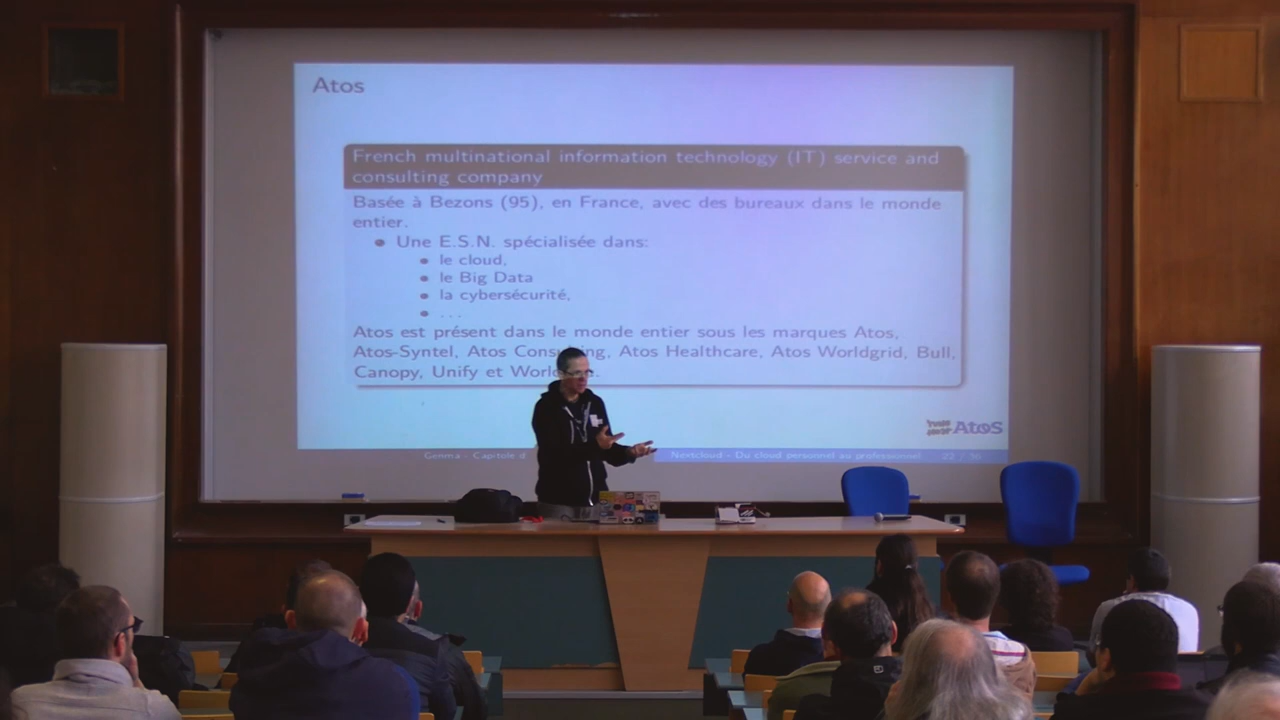 Atos
French multinational information technology (IT) service and
consulting company
Basée à Bezons (95), en France, avec des bureaux dans le monde
entier.
Une E.S.N. spécialisée dans:
le cloud,
le Big Data
la cybersécurité,
. . .
Atos est présent dans le monde entier sous les marques Atos,
Atos-Syntel, Atos Consulting, Atos Healthcare, Atos Worldgrid, Bull,
Canopy, Unify et
Atos
Genma - Capitole d
Nextcloud - Du cloud personnel au professionnel
22 / 36